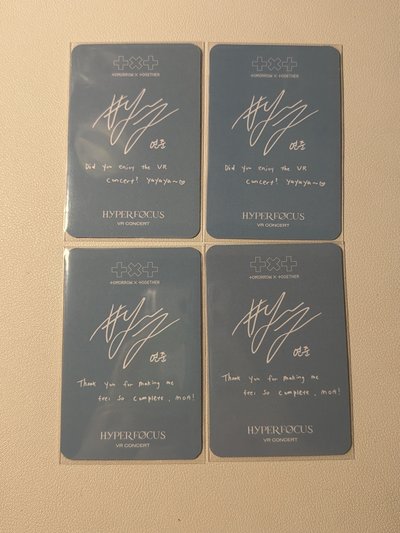 TOMORROW X TOGETHER
연준
Did you enjoy the VR
concert? Yayaya~
HYPERFOCUS
VR CONCERT
TOMORROW X TOGETHER
연준
Did you enjoy the VR
concert? Yayaya~
HYPERFOCUS
VR CONCERT
TOMORROW X TOGETHER
연준
Thank you for making me
feel so complete, MOA!
HYPERFOCUS
VR CONCERT
TOMORROW X TOGETHER
연준
Thank you for making me
feel so complete, MOA!
HYPERFOCUS
VR CONCERT